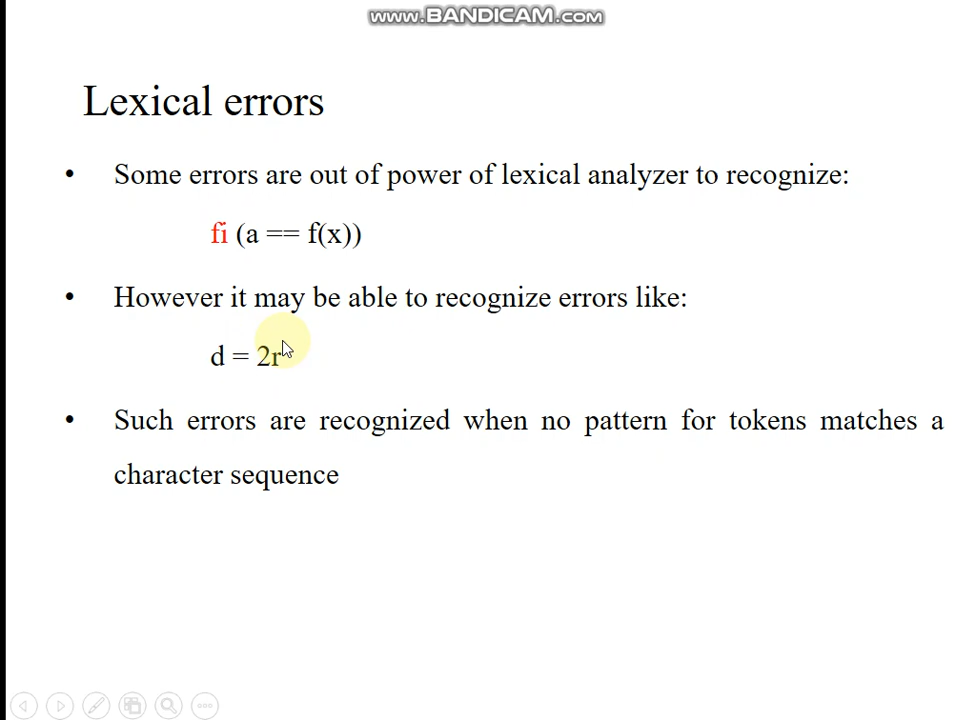 www.BANDICAM.com
Lexical errors
• Some errors are out of power of lexical analyzer to recognize:
fi (a == f(x))
• However it may be able to recognize errors like:
d = 2r
• Such errors are recognized when no pattern for tokens matches a
character sequence